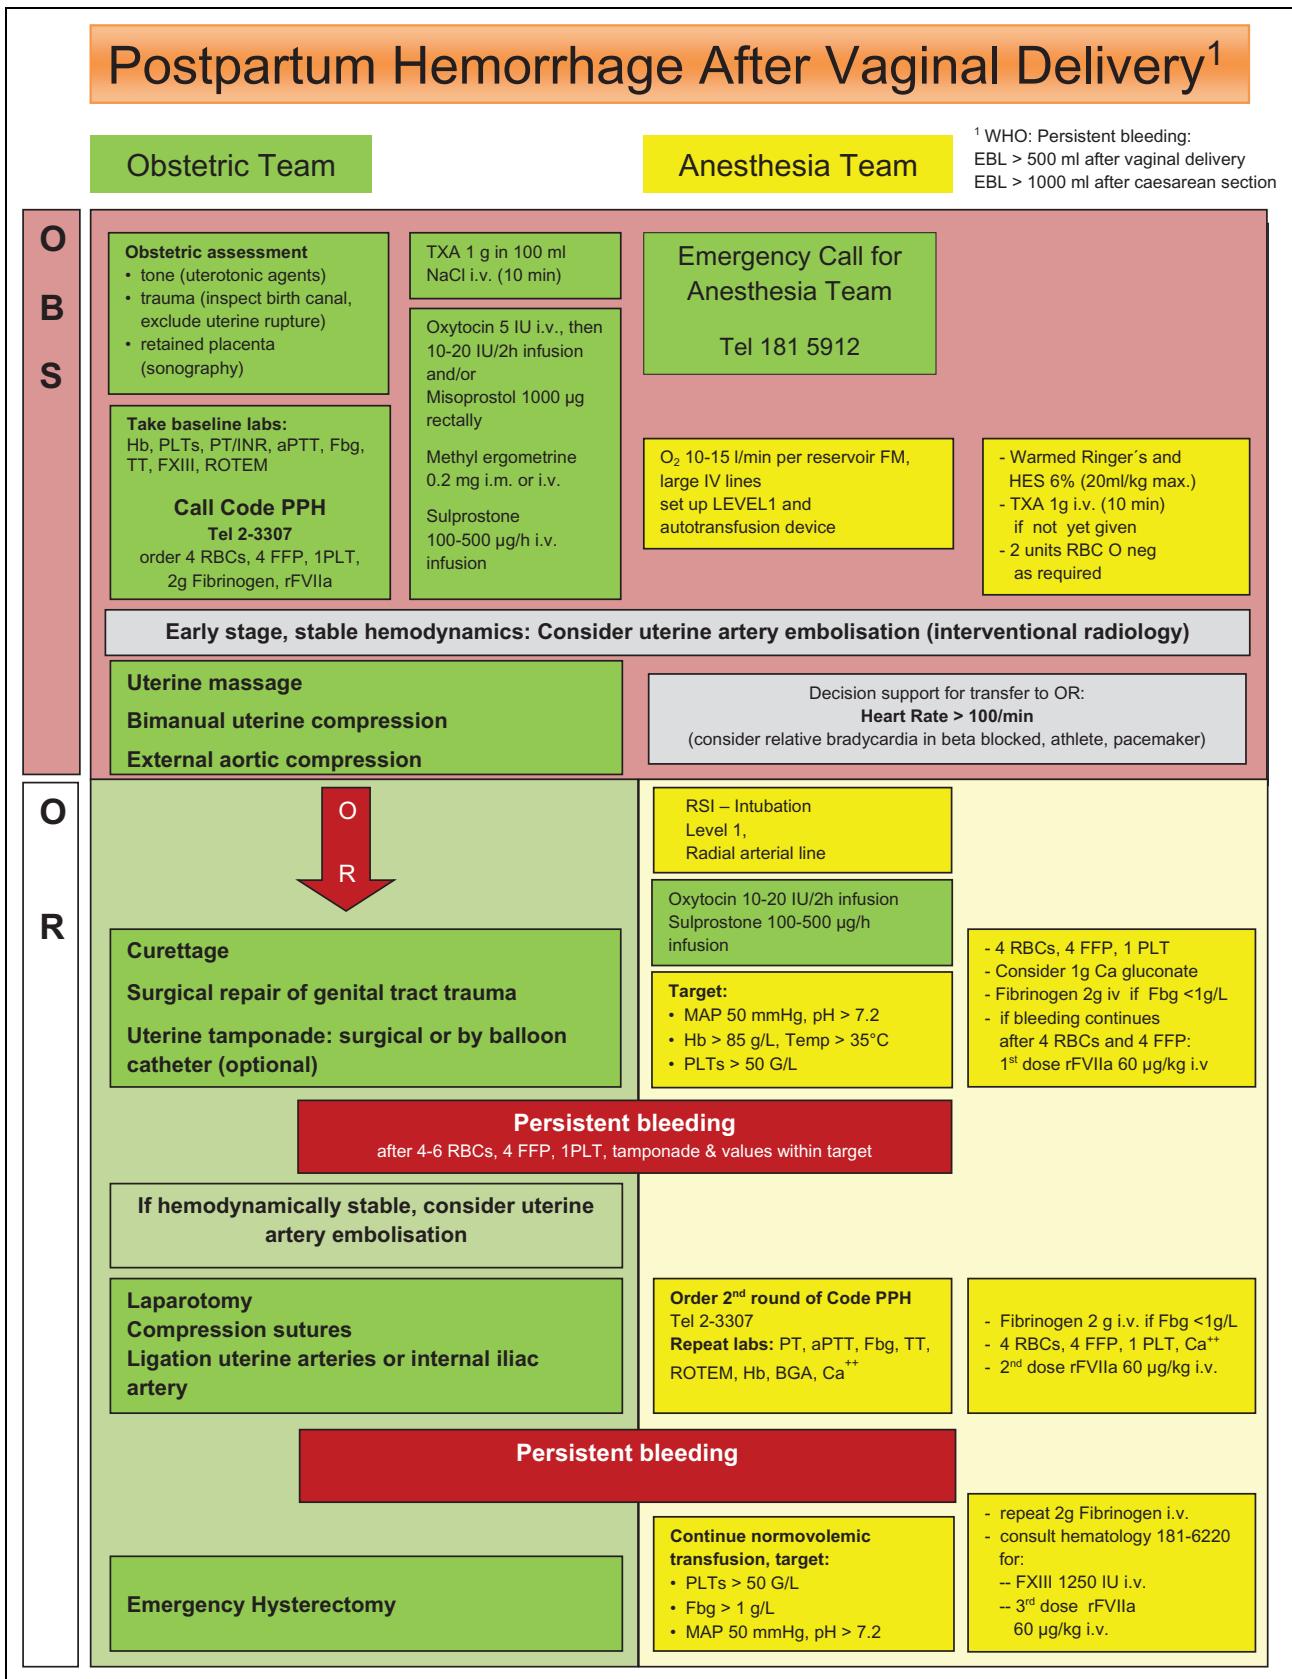 Postpartum Hemorrhage After Vaginal Delivery¹
Obstetric Team
Anesthesia Team
¹ WHO: Persistent bleeding:
EBL > 500 ml after vaginal delivery
EBL > 1000 ml after caesarean section
O
B
S
Obstetric assessment
• tone (uterotonic agents)
• trauma (inspect birth canal,
exclude uterine rupture)
• retained placenta
(sonography)
TXA 1 g in 100 ml
NaCl i.v. (10 min)
Emergency Call for
Anesthesia Team
Tel 181 5912
Oxytocin 5 IU i.v., then
10-20 IU/2h infusion
and/or
Misoprostol 1000 µg
rectally
Methyl ergometrine
0.2 mg i.m. or i.v.
Sulprostone
100-500 µg/h i.v.
infusion
Take baseline labs:
Hb, PLTs, PT/INR, aPTT, Fbg,
TT, FXIII, ROTEM
Call Code PPH
Tel 2-3307
order 4 RBCs, 4 FFP, 1PLT,
2g Fibrinogen, rFVIIa
O₂ 10-15 l/min per reservoir FM,
large IV lines
set up LEVEL1 and
autotransfusion device
- Warmed Ringer´s and
HES 6% (20ml/kg max.)
- TXA 1g i.v. (10 min)
if not yet given
- 2 units RBC O neg
as required
Early stage, stable hemodynamics: Consider uterine artery embolisation (interventional radiology)
Uterine massage
Bimanual uterine compression
External aortic compression
Decision support for transfer to OR:
Heart Rate > 100/min
(consider relative bradycardia in beta blocked, athlete, pacemaker)
O
R
O
R
RSI – Intubation
Level 1,
Radial arterial line
Oxytocin 10-20 IU/2h infusion
Sulprostone 100-500 µg/h
infusion
Curettage
Surgical repair of genital tract trauma
Uterine tamponade: surgical or by balloon
catheter (optional)
Target:
• MAP 50 mmHg, pH > 7.2
• Hb > 85 g/L, Temp > 35°C
• PLTs > 50 G/L
- 4 RBCs, 4 FFP, 1 PLT
- Consider 1g Ca gluconate
- Fibrinogen 2g iv if Fbg <1g/L
- if bleeding continues
after 4 RBCs and 4 FFP:
1st dose rFVIIa 60 µg/kg i.v
Persistent bleeding
after 4-6 RBCs, 4 FFP, 1PLT, tamponade & values within target
If hemodynamically stable, consider uterine
artery embolisation
Laparotomy
Compression sutures
Ligation uterine arteries or internal iliac
artery
Order 2nd round of Code PPH
Tel 2-3307
Repeat labs: PT, aPTT, Fbg, TT,
ROTEM, Hb, BGA, Ca++
- Fibrinogen 2 g i.v. if Fbg <1g/L
- 4 RBCs, 4 FFP, 1 PLT, Ca++
- 2nd dose rFVIIa 60 µg/kg i.v.
Persistent bleeding
Emergency Hysterectomy
Continue normovolemic
transfusion, target:
• PLTs > 50 G/L
• Fbg > 1 g/L
• MAP 50 mmHg, pH > 7.2
- repeat 2g Fibrinogen i.v.
- consult hematology 181-6220
for:
-- FXIII 1250 IU i.v.
-- 3rd dose rFVIIa
60 µg/kg i.v.